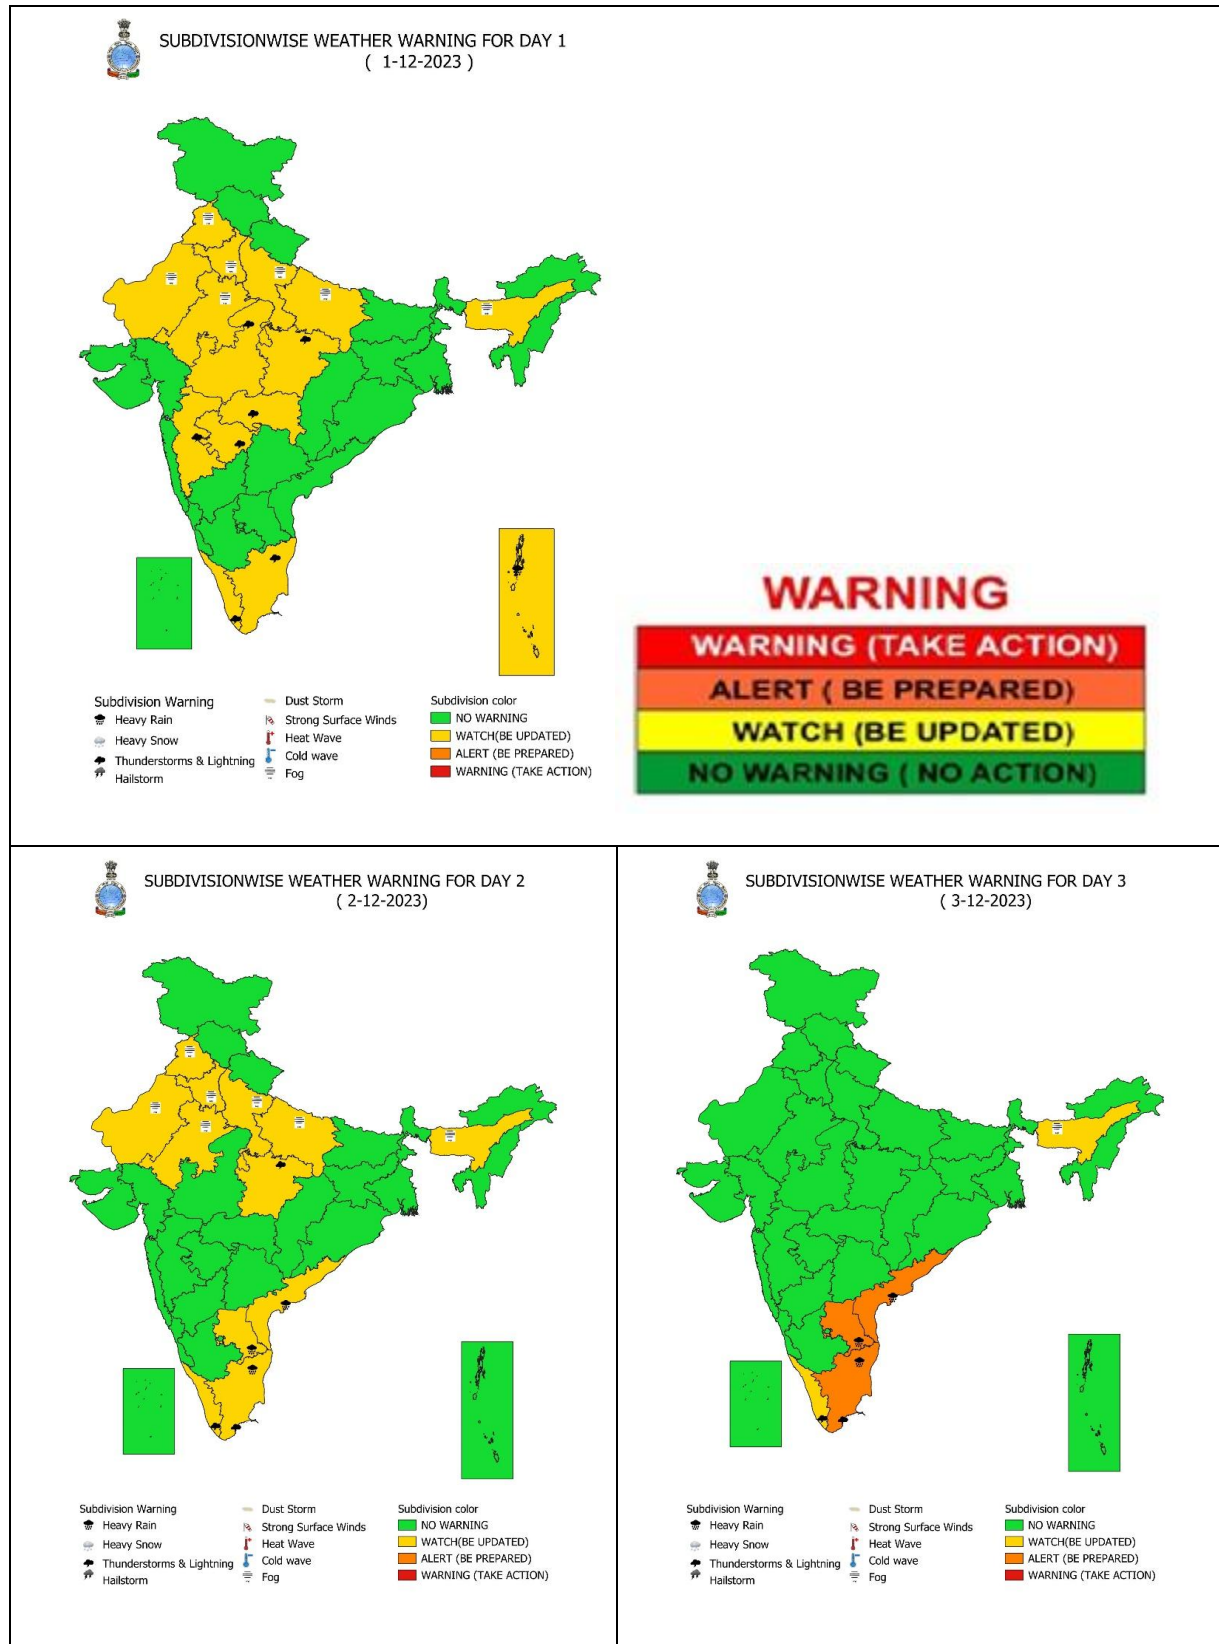 SUBDIVISIONWISE WEATHER WARNING FOR DAY 1
( 1-12-2023 )
Subdivision Warning
Heavy Rain
Heavy Snow
Thunderstorms & Lightning
Hailstorm
Dust Storm
Strong Surface Winds
Heat Wave
Cold wave
Fog
Subdivision color
NO WARNING
WATCH(BE UPDATED)
ALERT (BE PREPARED)
WARNING (TAKE ACTION)
WARNING
WARNING (TAKE ACTION)
ALERT ( BE PREPARED)
WATCH (BE UPDATED)
NO WARNING ( NO ACTION)
SUBDIVISIONWISE WEATHER WARNING FOR DAY 2
( 2-12-2023)
Subdivision Warning
Heavy Rain
Heavy Snow
Thunderstorms & Lightning
Hailstorm
Dust Storm
Strong Surface Winds
Heat Wave
Cold wave
Fog
Subdivision color
NO WARNING
WATCH(BE UPDATED)
ALERT (BE PREPARED)
WARNING (TAKE ACTION)
SUBDIVISIONWISE WEATHER WARNING FOR DAY 3
( 3-12-2023)
Subdivision Warning
Heavy Rain
Heavy Snow
Thunderstorms & Lightning
Hailstorm
Dust Storm
Strong Surface Winds
Heat Wave
Cold wave
Fog
Subdivision color
NO WARNING
WATCH(BE UPDATED)
ALERT (BE PREPARED)
WARNING (TAKE ACTION)